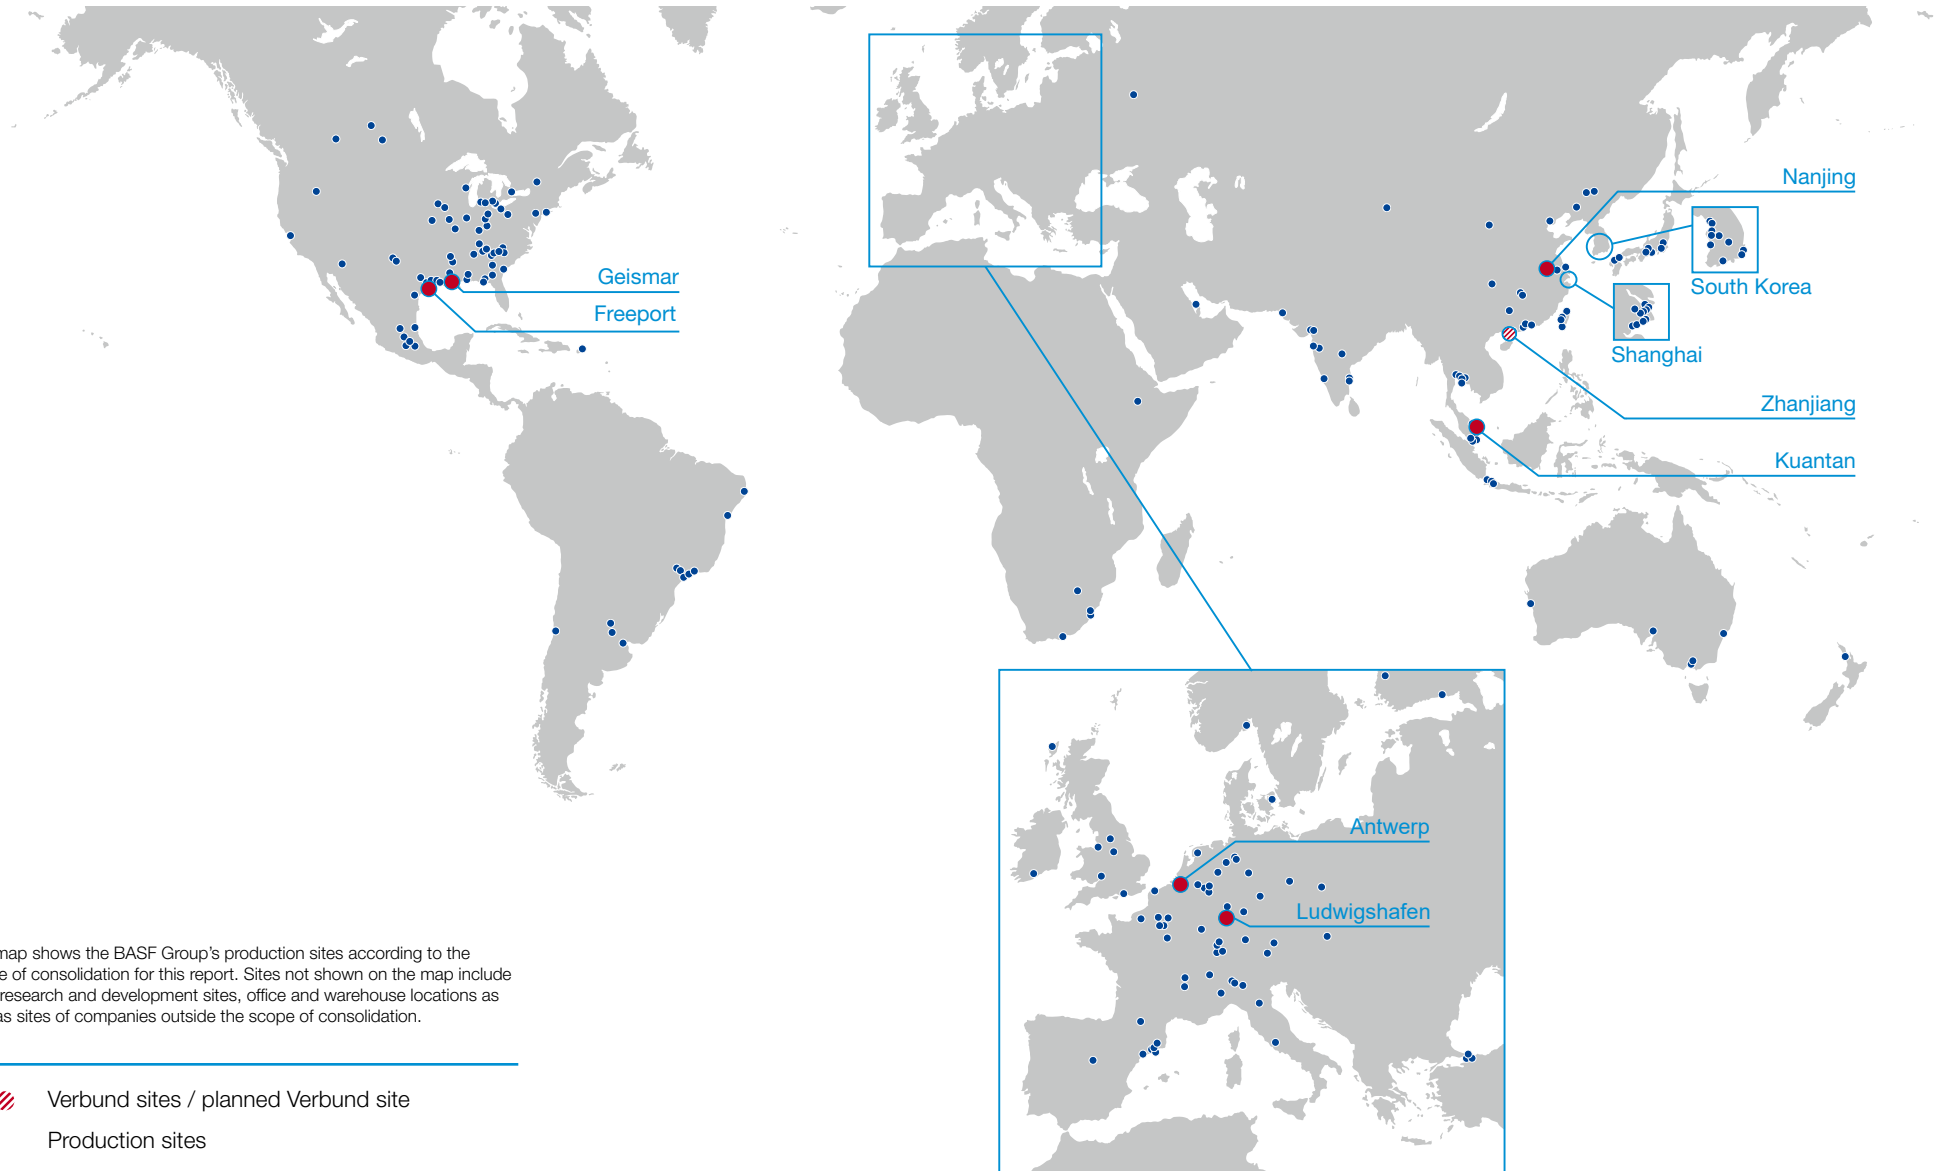 Nanjing
Geismar
South Korea
Freeport
Shanghai
Zhanjiang
Kuantan
Antwerp
Ludwigshafen
map shows the BASF Group's production sites according to the
of consolidation for this report. Sites not shown on the map include
research and development sites, office and warehouse locations as
sites of companies outside the scope of consolidation.
Verbund sites / planned Verbund site
Production sites